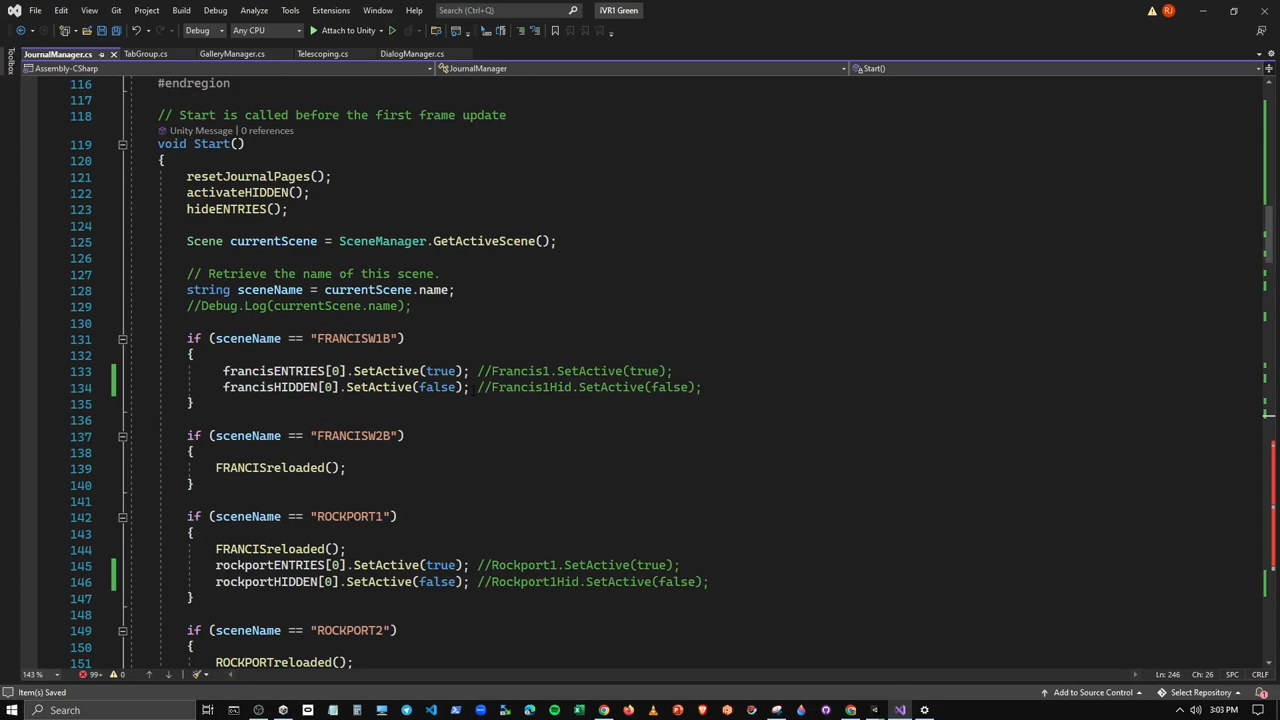 File Edit View Git Project Build Debug Analyze Tools Extensions Window Help Search (Ctrl+Q) iVR1 Green RJ
Debug Any CPU Attach to Unity
JournalManager.cs TabGroup.cs GalleryManager.cs Telescoping.cs DialogManager.cs
Toolbox
Assembly-CSharp JournalManager Start()
116 #endregion
117
118 // Start is called before the first frame update
Unity Message | 0 references
119 void Start()
120 {
121 resetJournalPages();
122 activateHIDDEN();
123 hideENTRIES();
124
125 Scene currentScene = SceneManager.GetActiveScene();
126
127 // Retrieve the name of this scene.
128 string sceneName = currentScene.name;
129 //Debug.Log(currentScene.name);
130
131 if (sceneName == "FRANCISW1B")
132 {
133 francisENTRIES[0].SetActive(true); //Francis1.SetActive(true);
134 francisHIDDEN[0].SetActive(false); //Francis1Hid.SetActive(false);
135 }
136
137 if (sceneName == "FRANCISW2B")
138 {
139 FRANCISreloaded();
140 }
141
142 if (sceneName == "ROCKPORT1")
143 {
144 FRANCISreloaded();
145 rockportENTRIES[0].SetActive(true); //Rockport1.SetActive(true);
146 rockportHIDDEN[0].SetActive(false); //Rockport1Hid.SetActive(false);
147 }
148
149 if (sceneName == "ROCKPORT2")
150 {
151 ROCKPORTreloaded();
143 % 99+ 0 Ln: 246 Ch: 26 SPC CRLF
Item(s) Saved Add to Source Control Select Repository 1
Search 3:03 PM